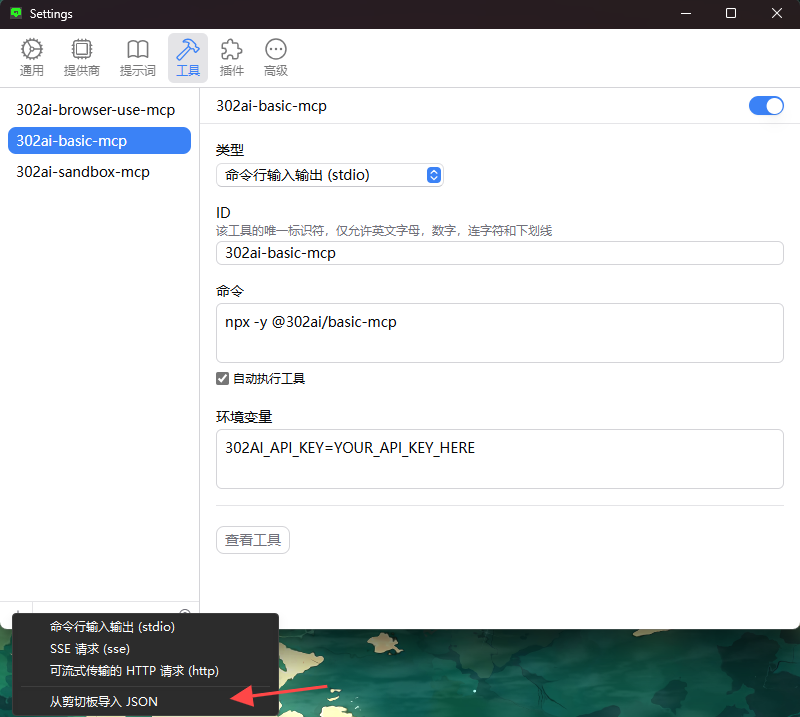 Settings
通用
提供商
提示词
工具
插件
高级
302ai-browser-use-mcp
302ai-basic-mcp
302ai-sandbox-mcp
302ai-basic-mcp
类型
命令行输入输出 (stdio)
ID
该工具的唯一标识符，仅允许英文字母，数字，连字符和下划线
302ai-basic-mcp
命令
npx -y @302ai/basic-mcp
自动执行工具
环境变量
302AI_API_KEY=YOUR_API_KEY_HERE
查看工具
命令行输入输出 (stdio)
SSE 请求 (sse)
可流式传输的 HTTP 请求 (http)
从剪切板导入 JSON